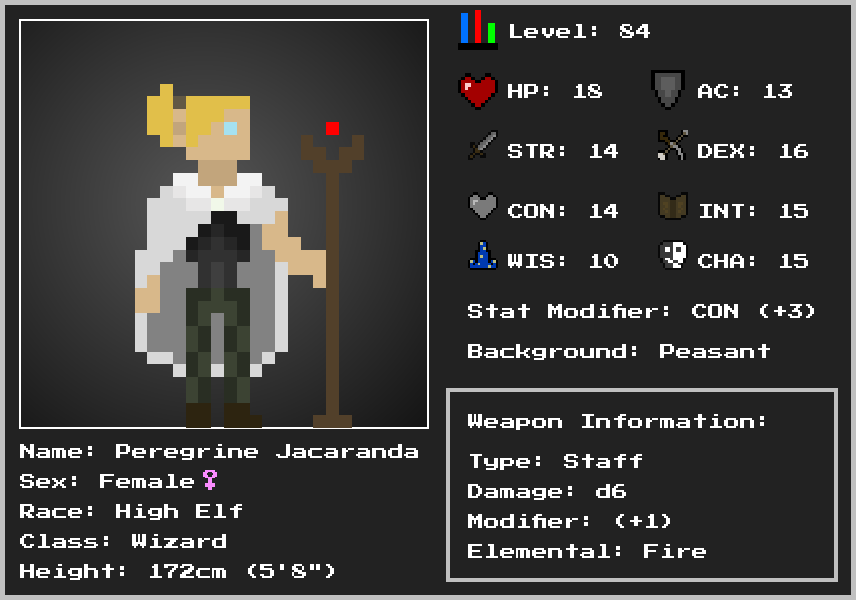 Level: 84
HP: 18 AC: 13
STR: 14 DEX: 16
CON: 14 INT: 15
WIS: 10 CHA: 15
Stat Modifier: CON (+3)
Background: Peasant
Weapon Information:
Type: Staff
Damage: d6
Modifier: (+1)
Elemental: Fire
Name: Peregrine Jacaranda
Sex: Female♀
Race: High Elf
Class: Wizard
Height: 172cm (5'8")